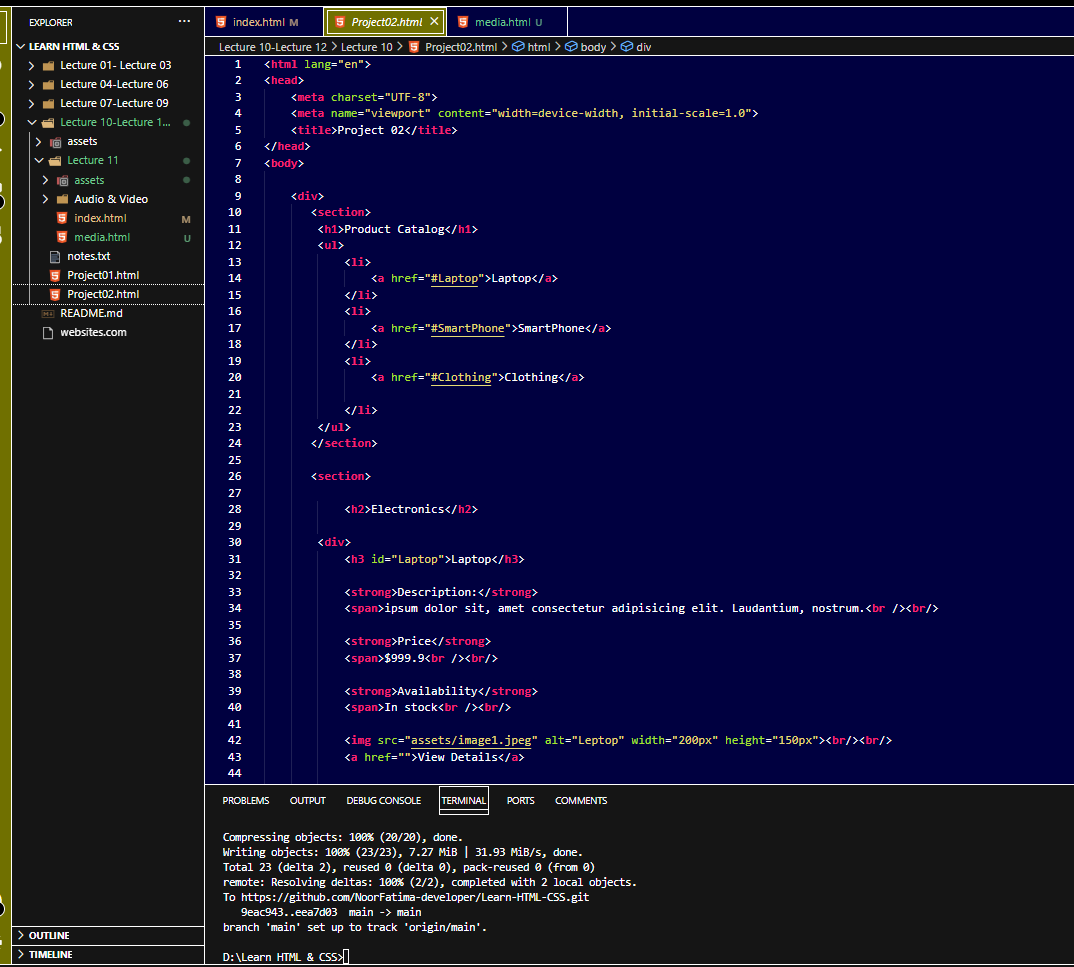 EXPLORER ...
LEARN HTML & CSS
Lecture 01- Lecture 03
Lecture 04-Lecture 06
Lecture 07-Lecture 09
Lecture 10-Lecture 1...
assets
Lecture 11
assets
Audio & Video
index.html M
media.html U
notes.txt
Project01.html
Project02.html
README.md
websites.com
OUTLINE
TIMELINE
index.html M Project02.html × media.html U
Lecture 10-Lecture 12 > Lecture 10 > Project02.html > html > body > div
1 <html lang="en">
2 <head>
3 <meta charset="UTF-8">
4 <meta name="viewport" content="width=device-width, initial-scale=1.0">
5 <title>Project 02</title>
6 </head>
7 <body>
8
9 <div>
10 <section>
11 <h1>Product Catalog</h1>
12 <ul>
13 <li>
14 <a href="#Laptop">Laptop</a>
15 </li>
16 <li>
17 <a href="#SmartPhone">SmartPhone</a>
18 </li>
19 <li>
20 <a href="#Clothing">Clothing</a>
21
22 </li>
23 </ul>
24 </section>
25
26 <section>
27
28 <h2>Electronics</h2>
29
30 <div>
31 <h3 id="Laptop">Laptop</h3>
32
33 <strong>Description:</strong>
34 <span>ipsum dolor sit, amet consectetur adipisicing elit. Laudantium, nostrum.<br /><br/>
35
36 <strong>Price</strong>
37 <span>$999.9<br /><br/>
38
39 <strong>Availability</strong>
40 <span>In stock<br /><br/>
41
42 <img src="assets/image1.jpeg" alt="Leptop" width="200px" height="150px"><br/><br/>
43 <a href="">View Details</a>
44
PROBLEMS OUTPUT DEBUG CONSOLE TERMINAL PORTS COMMENTS
Compressing objects: 100% (20/20), done.
Writing objects: 100% (23/23), 7.27 MiB | 31.93 MiB/s, done.
Total 23 (delta 2), reused 0 (delta 0), pack-reused 0 (from 0)
remote: Resolving deltas: 100% (2/2), completed with 2 local objects.
To https://github.com/NoorFatima-developer/Learn-HTML-CSS.git
9eac943..eea7d03 main -> main
branch 'main' set up to track 'origin/main'.
D:\Learn HTML & CSS>